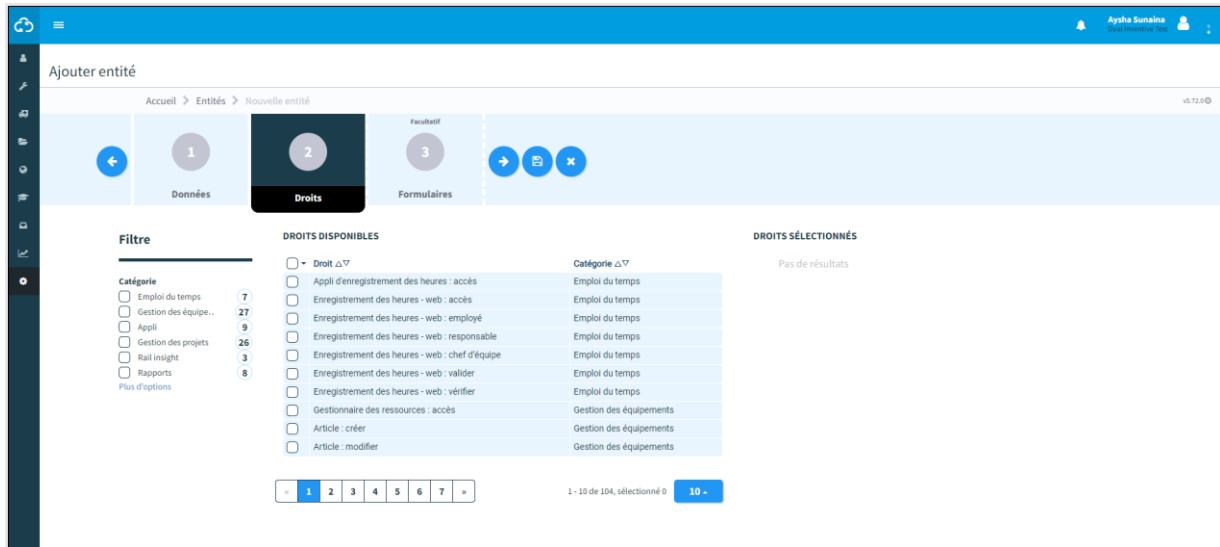 Aysha Sunaina
Ajouter entité
Accueil Entités Nouvelle entité v5.72.0
1 Données
2 Droits
Facultatif
3 Formulaires
Filtre
Catégorie
Emploi du temps 7
Gestion des équipe.. 27
Appli 9
Gestion des projets 26
Rail insight 3
Rapports 8
Plus d'options
DROITS DISPONIBLES
Droit Catégorie
Appli d'enregistrement des heures : accès Emploi du temps
Enregistrement des heures - web : accès Emploi du temps
Enregistrement des heures - web : employé Emploi du temps
Enregistrement des heures - web : responsable Emploi du temps
Enregistrement des heures - web : chef d'équipe Emploi du temps
Enregistrement des heures - web : valider Emploi du temps
Enregistrement des heures - web : vérifier Emploi du temps
Gestionnaire des ressources : accès Gestion des équipements
Article : créer Gestion des équipements
Article : modifier Gestion des équipements
« 1 2 3 4 5 6 7 »
1 - 10 de 104, sélectionné 0 10
DROITS SÉLECTIONNÉS
Pas de résultats